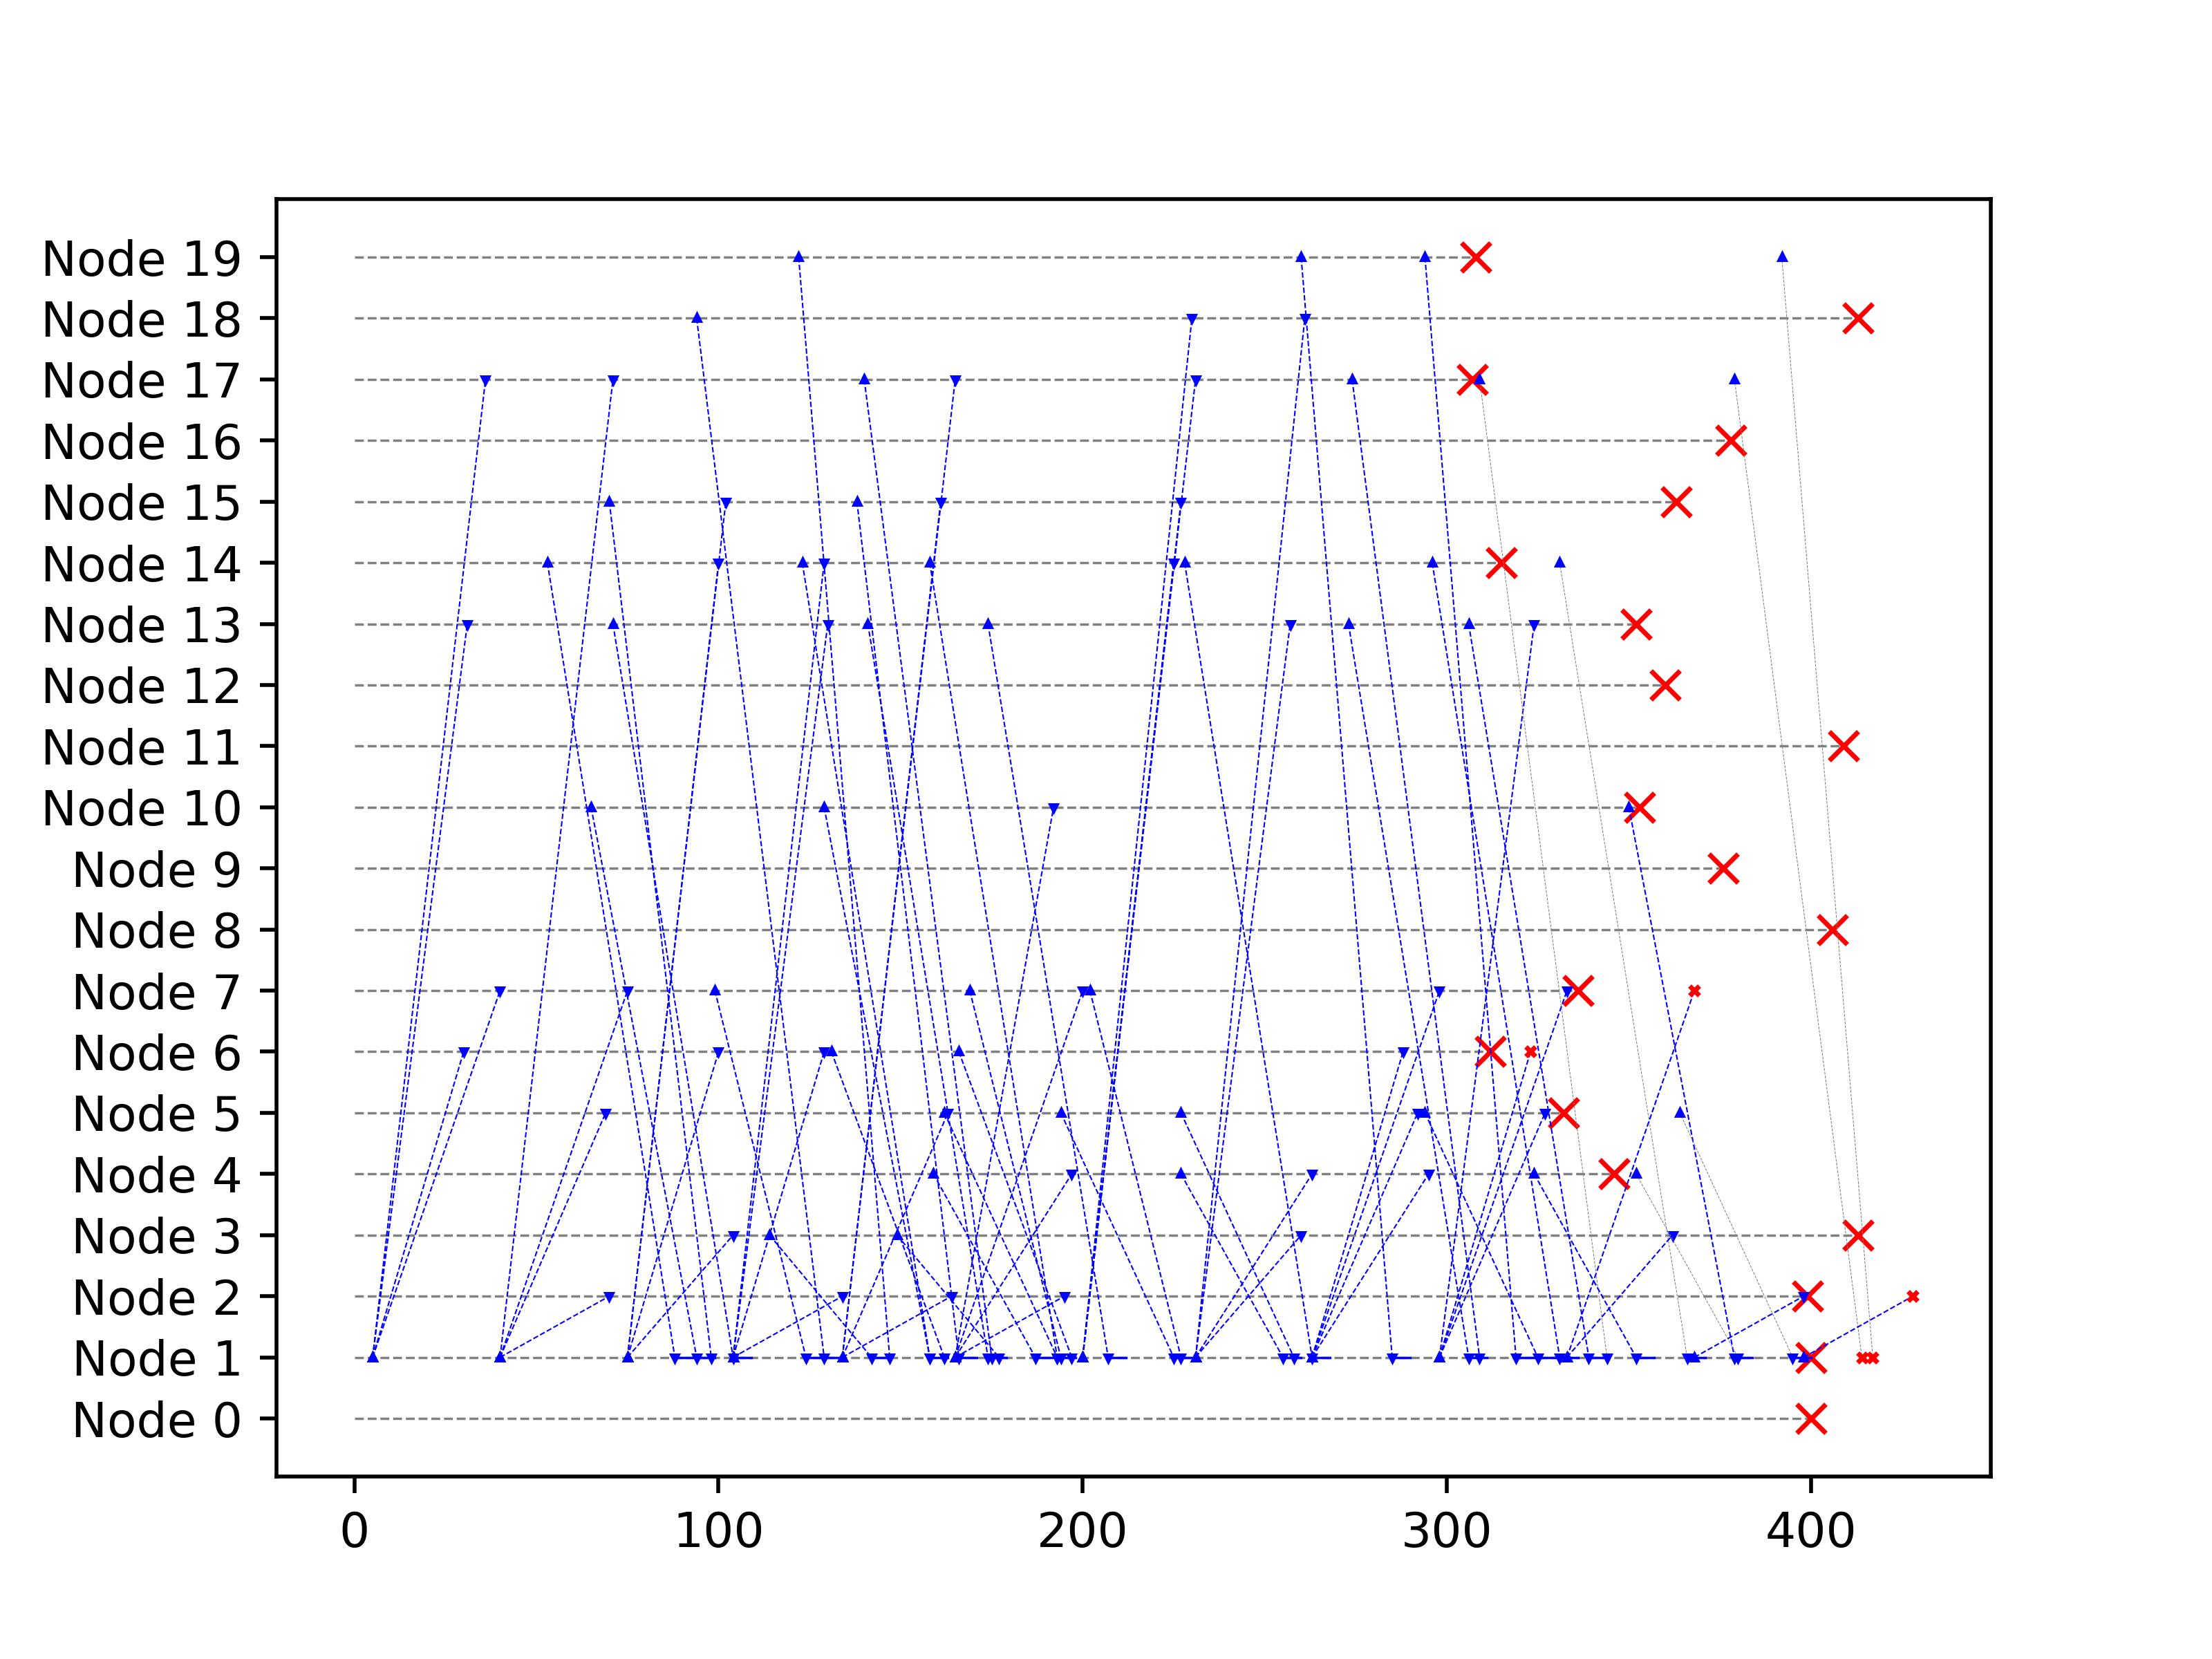 Node 19
Node 18
Node 17
Node 16
Node 15
Node 14
Node 13
Node 12
Node 11
Node 10
Node 9
Node 8
Node 7
Node 6
Node 5
Node 4
Node 3
Node 2
Node 1
Node 0
0 100 200 300 400